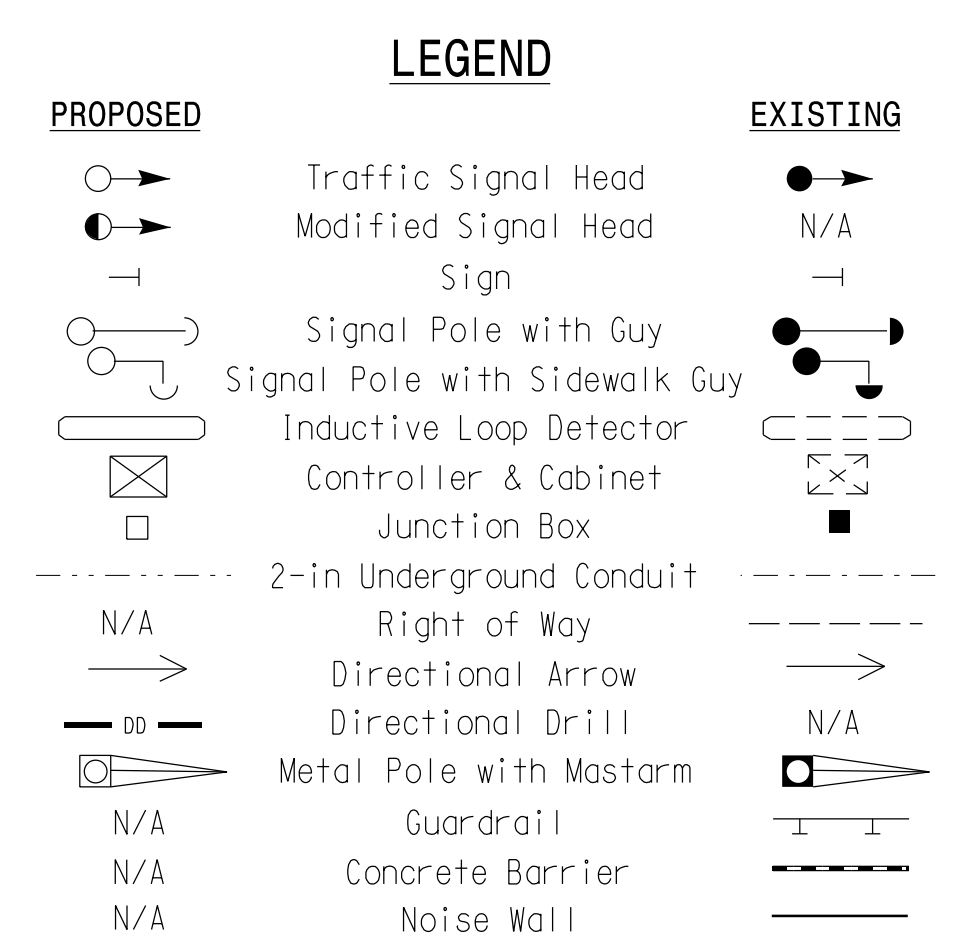 LEGEND
PROPOSED EXISTING
Traffic Signal Head
Modified Signal Head N/A
Sign
Signal Pole with Guy
Signal Pole with Sidewalk Guy
Inductive Loop Detector
Controller & Cabinet
Junction Box
2-in Underground Conduit
N/A Right of Way
Directional Arrow
DD Directional Drill N/A
Metal Pole with Mastarm
N/A Guardrail
N/A Concrete Barrier
N/A Noise Wall